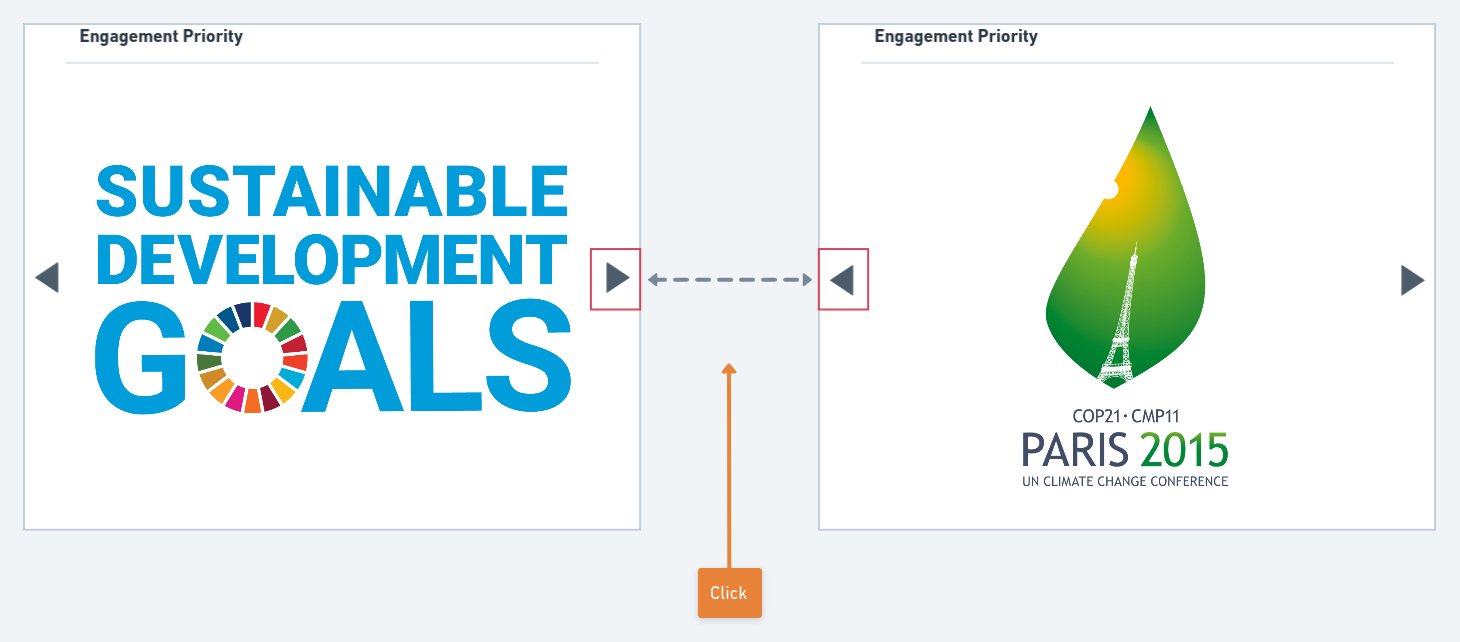 Engagement Priority
SUSTAINABLE
DEVELOPMENT
GOALS
Engagement Priority
COP21·CMP11
PARIS 2015
UN CLIMATE CHANGE CONFERENCE
Click